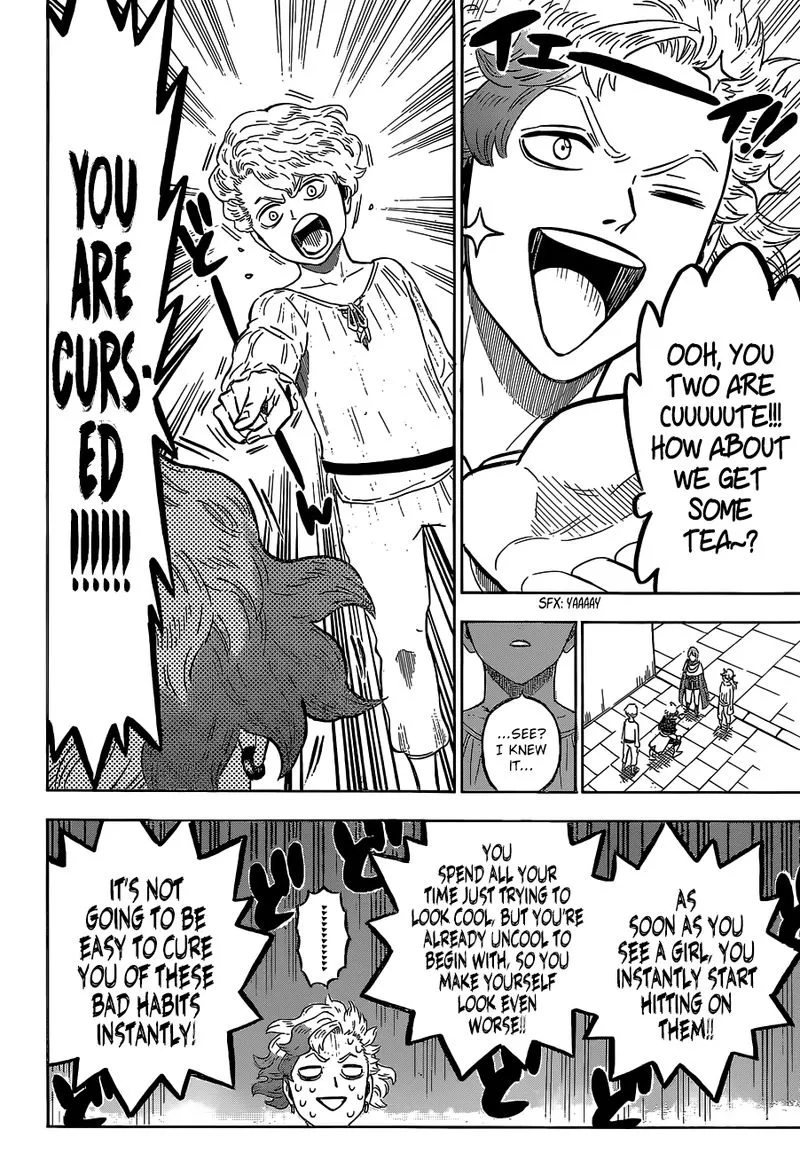 イエーイ!!
OOH, YOU
TWO ARE
CUUUUUTE!!!
HOW ABOUT
WE GET
SOME
TEA~?
SFX: YAAAAY
...SEE?
I KNEW
IT...
ビーン
YOU
ARE
CURS-
ED
!!!!!!
AS
SOON AS YOU
SEE A GIRL, YOU
INSTANTLY START
HITTING ON
THEM!!
YOU
SPEND ALL YOUR
TIME JUST TRYING TO
LOOK COOL, BUT YOU'RE
ALREADY UNCOOL TO
BEGIN WITH, SO YOU
MAKE YOURSELF
LOOK EVEN
WORSE!!
IT'S NOT
GOING TO BE
EASY TO CURE
YOU OF THESE
BAD HABITS
INSTANTLY!